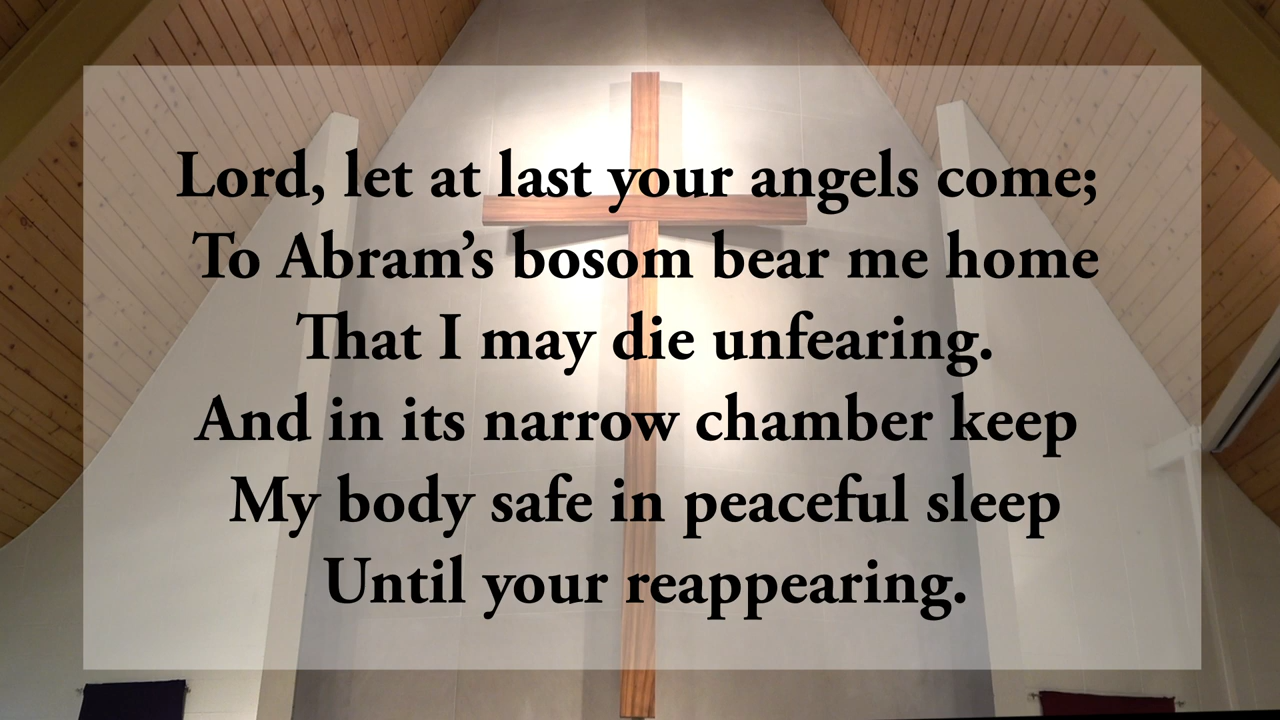 Lord, let at last your angels come;
To Abram’s bosom bear me home
That I may die unfearing.
And in its narrow chamber keep
My body safe in peaceful sleep
Until your reappearing.